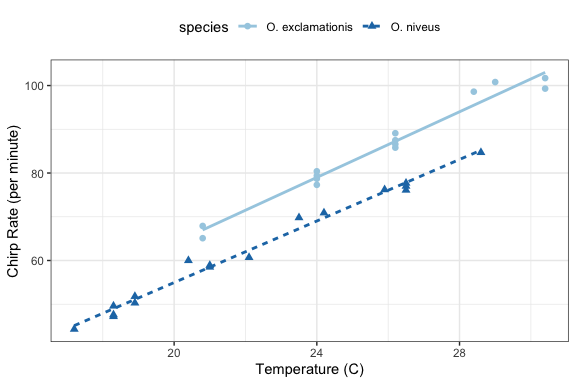 species O. exclamationis O. niveus
100
80
60
Chirp Rate (per minute)
20 24 28
Temperature (C)